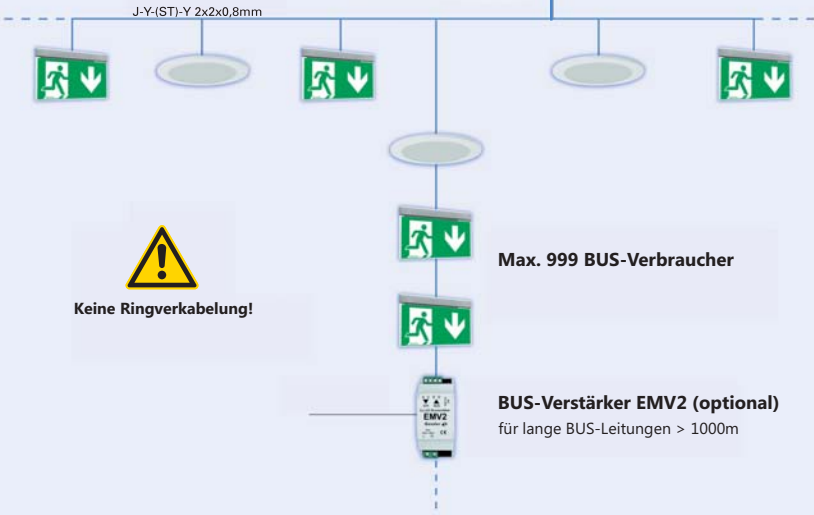 J-Y-(ST)-Y 2x2x0,8mm
Max. 999 BUS-Verbraucher
Keine Ringverkabelung!
BUS-Verstärker EMV2 (optional)
für lange BUS-Leitungen > 1000m
EMV2
CE